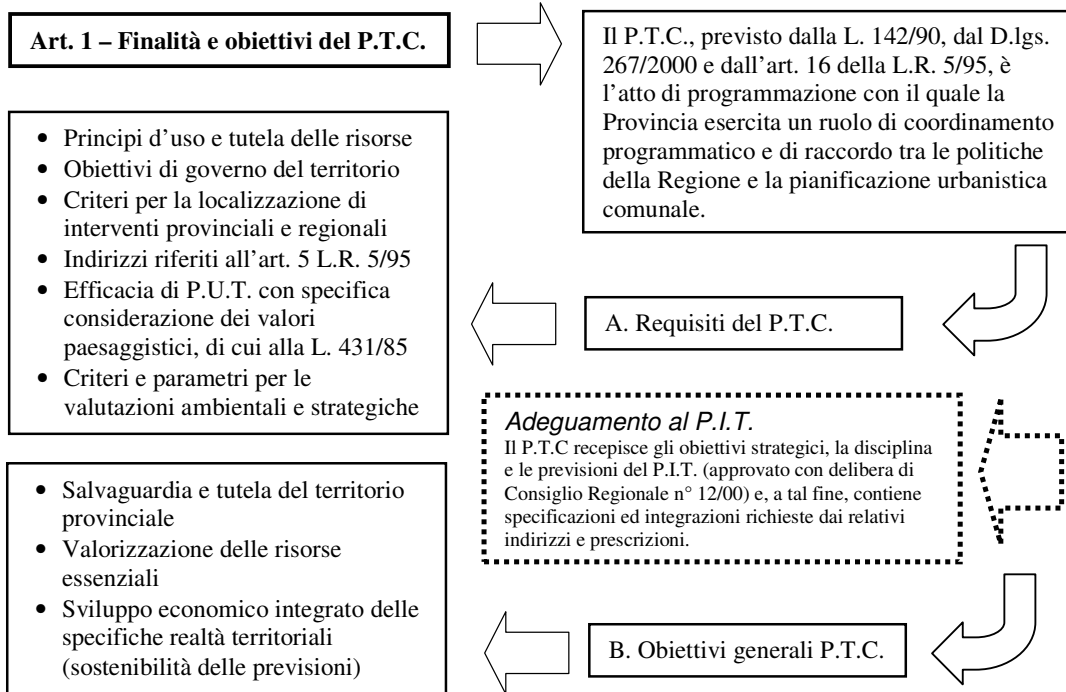 Art. 1 – Finalità e obiettivi del P.T.C.
Il P.T.C., previsto dalla L. 142/90, dal D.lgs.
267/2000 e dall'art. 16 della L.R. 5/95, è
l'atto di programmazione con il quale la
Provincia esercita un ruolo di coordinamento
programmatico e di raccordo tra le politiche
della Regione e la pianificazione urbanistica
comunale.
A. Requisiti del P.T.C.
• Principi d'uso e tutela delle risorse
• Obiettivi di governo del territorio
• Criteri per la localizzazione di
interventi provinciali e regionali
• Indirizzi riferiti all'art. 5 L.R. 5/95
• Efficacia di P.U.T. con specifica
considerazione dei valori
paesaggistici, di cui alla L. 431/85
• Criteri e parametri per le
valutazioni ambientali e strategiche
Adeguamento al P.I.T.
Il P.T.C recepisce gli obiettivi strategici, la disciplina
e le previsioni del P.I.T. (approvato con delibera di
Consiglio Regionale n° 12/00) e, a tal fine, contiene
specificazioni ed integrazioni richieste dai relativi
indirizzi e prescrizioni.
B. Obiettivi generali P.T.C.
• Salvaguardia e tutela del territorio
provinciale
• Valorizzazione delle risorse
essenziali
• Sviluppo economico integrato delle
specifiche realtà territoriali
(sostenibilità delle previsioni)